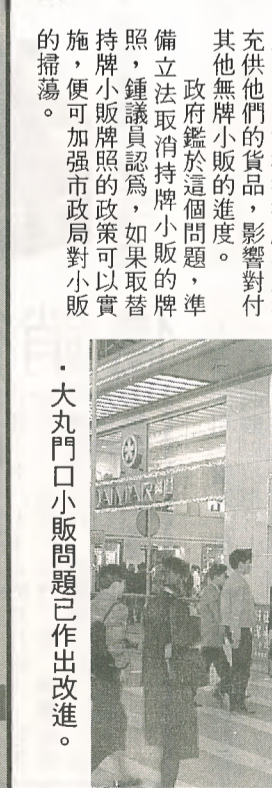 充供他們的貨品，影響對付
其他無牌小販的進度。
政府鑑於這個問題，準
備立法取消持牌小販的牌
照，鍾議員認爲，如果取替
持牌小販牌照的政策可以實
施，便可加强市政局對小販
的掃蕩。
．大丸門口小販問題已作出改進。
DAIMARU